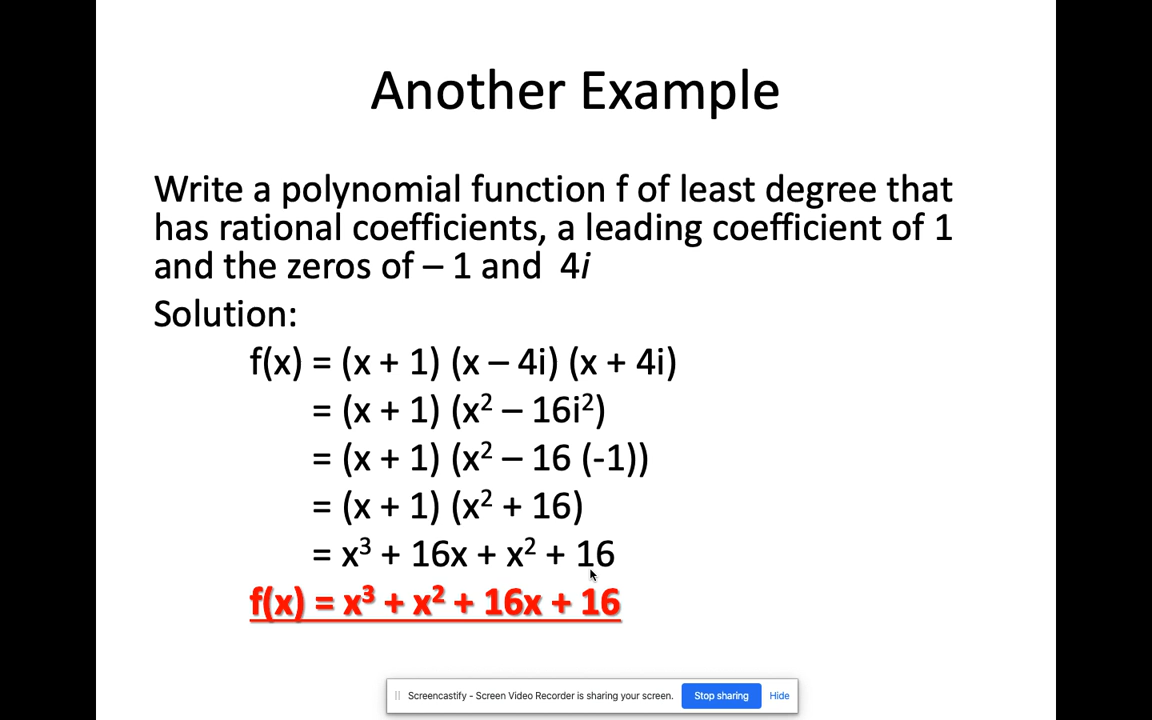 Another Example
Write a polynomial function f of least degree that
has rational coefficients, a leading coefficient of 1
and the zeros of – 1 and 4i
Solution:
f(x) = (x + 1) (x – 4i) (x + 4i)
= (x + 1) (x² – 16i²)
= (x + 1) (x² – 16 (-1))
= (x + 1) (x² + 16)
= x³ + 16x + x² + 16
f(x) = x³ + x² + 16x + 16
Screencastify - Screen Video Recorder is sharing your screen. Stop sharing Hide